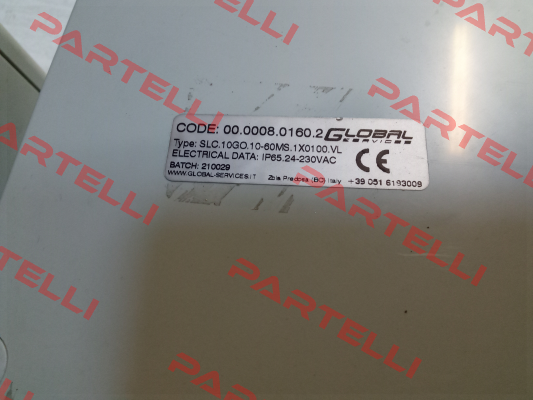 PARTELLI
PARTELLI
PARTELLI
PARTELLI
PARTELLI
PARTELLI
CODE: 00.0008.0160.2 GLOBAL SERVICES
Type: SLC.10GO.10-60MS.1X0100.VL
ELECTRICAL DATA: IP65.24-230VAC
BATCH: 210029
WWW.GLOBAL-SERVICES.IT Zola Predosa (BO) Italy +39 051 6193009
CE